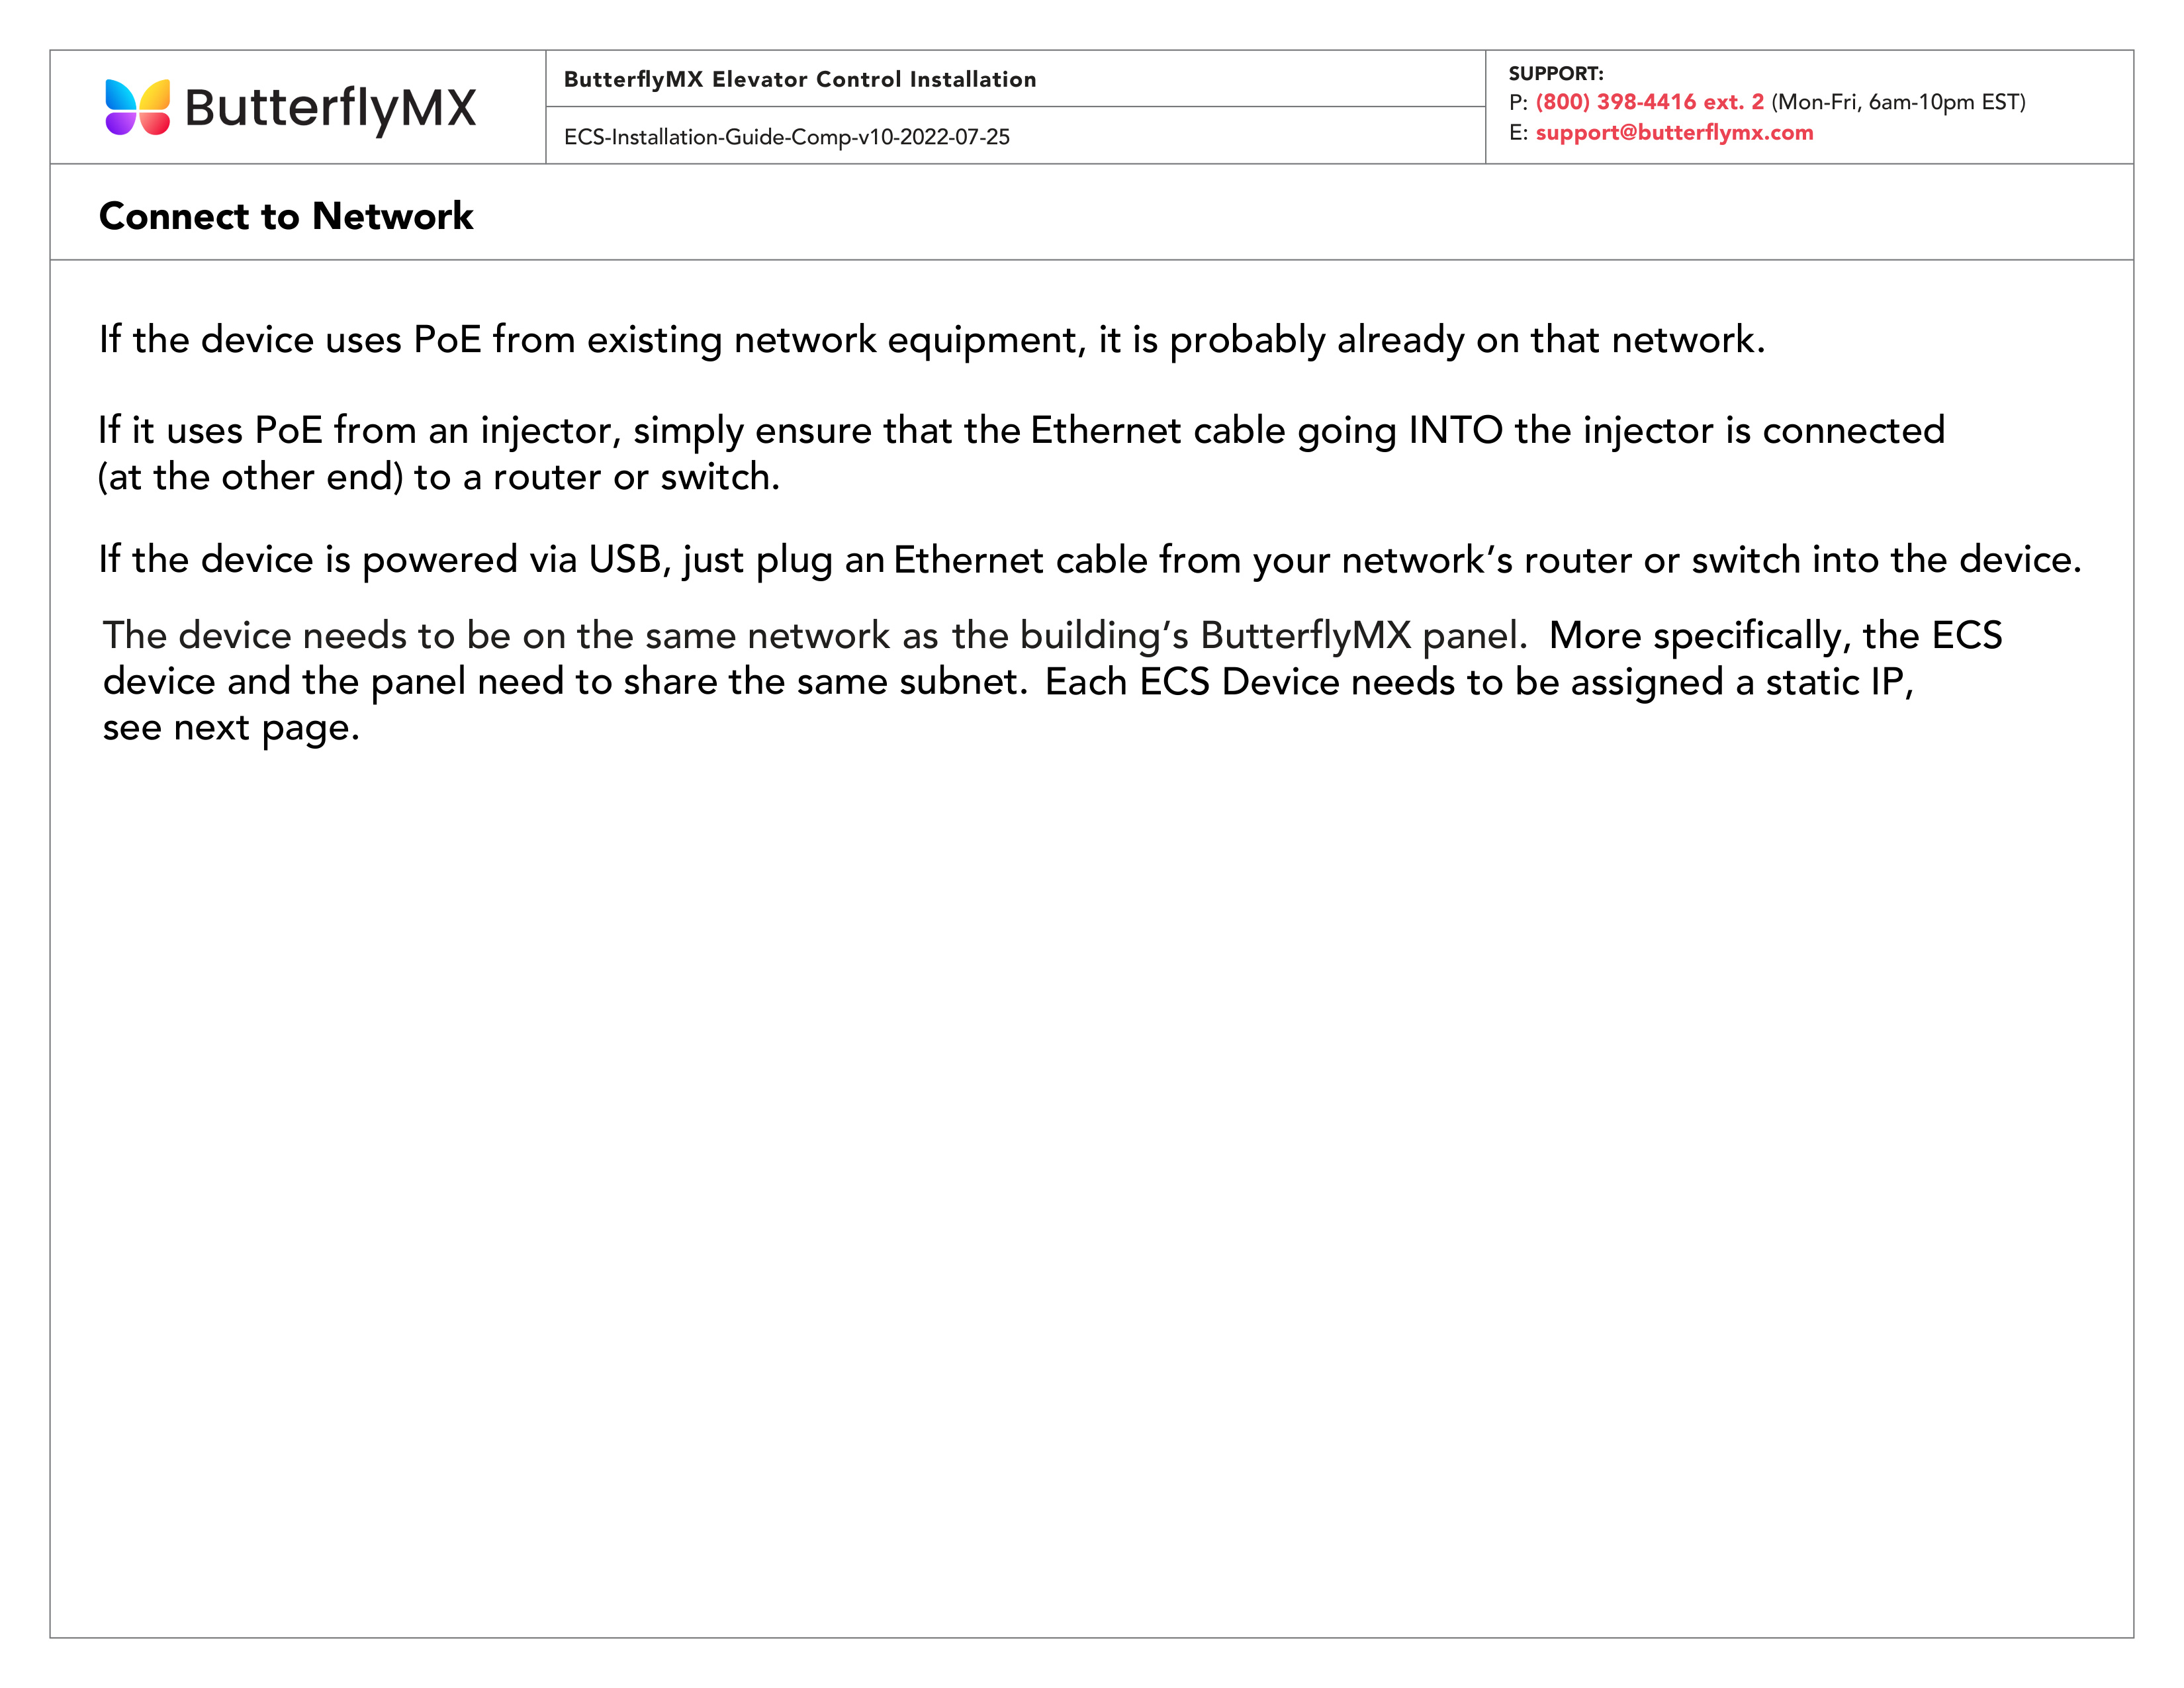 ButterflyMX
ButterflyMX Elevator Control Installation
ECS-Installation-Guide-Comp-v10-2022-07-25
SUPPORT:
P: (800) 398-4416 ext. 2 (Mon-Fri, 6am-10pm EST)
E: support@butterflymx.com
Connect to Network
If the device uses PoE from existing network equipment, it is probably already on that network.
If it uses PoE from an injector, simply ensure that the Ethernet cable going INTO the injector is connected
(at the other end) to a router or switch.
If the device is powered via USB, just plug an Ethernet cable from your network’s router or switch into the device.
The device needs to be on the same network as the building’s ButterflyMX panel. More specifically, the ECS
device and the panel need to share the same subnet. Each ECS Device needs to be assigned a static IP,
see next page.